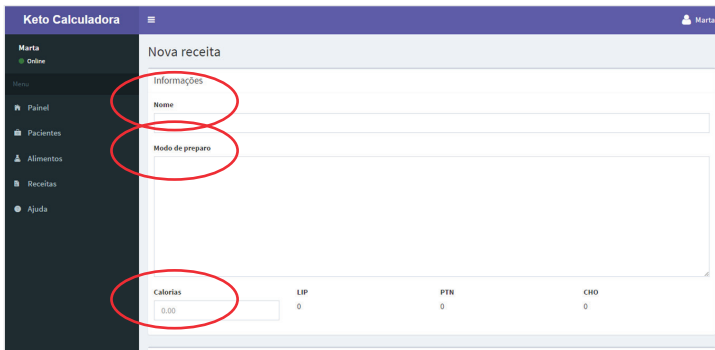 Keto Calculadora
Marta
Marta
Online
Menu
Painel
Pacientes
Alimentos
Receitas
Ajuda
Nova receita
Informações
Nome
Modo de preparo
Calorias LIP PTN CHO
0.00 0 0 0